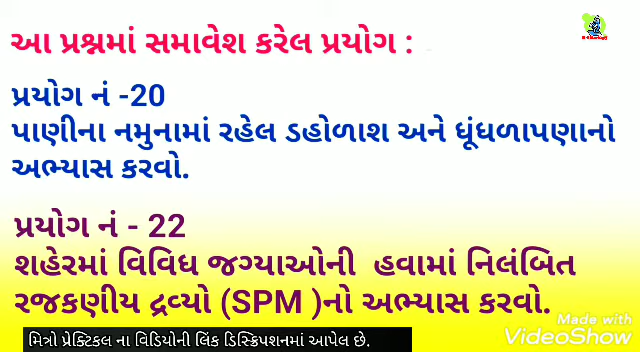 આ પ્રશ્નમાં સમાવેશ કરેલ પ્રયોગ :
પ્રયોગ નં -20
પાણીના નમુનામાં રહેલ ડહોળાશ અને ધૂંધળાપણાનો
અભ્યાસ કરવો.
પ્રયોગ નં - 22
શહેરમાં વિવિધ જગ્યાઓની હવામાં નિલંબિત
રજકણીય દ્રવ્યો (SPM )નો અભ્યાસ કરવો.
મિત્રો પ્રેક્ટિકલ ના વિડિયોની લિંક ડિસ્ક્રિપશનમાં આપેલ છે.
Made with
VideoShow